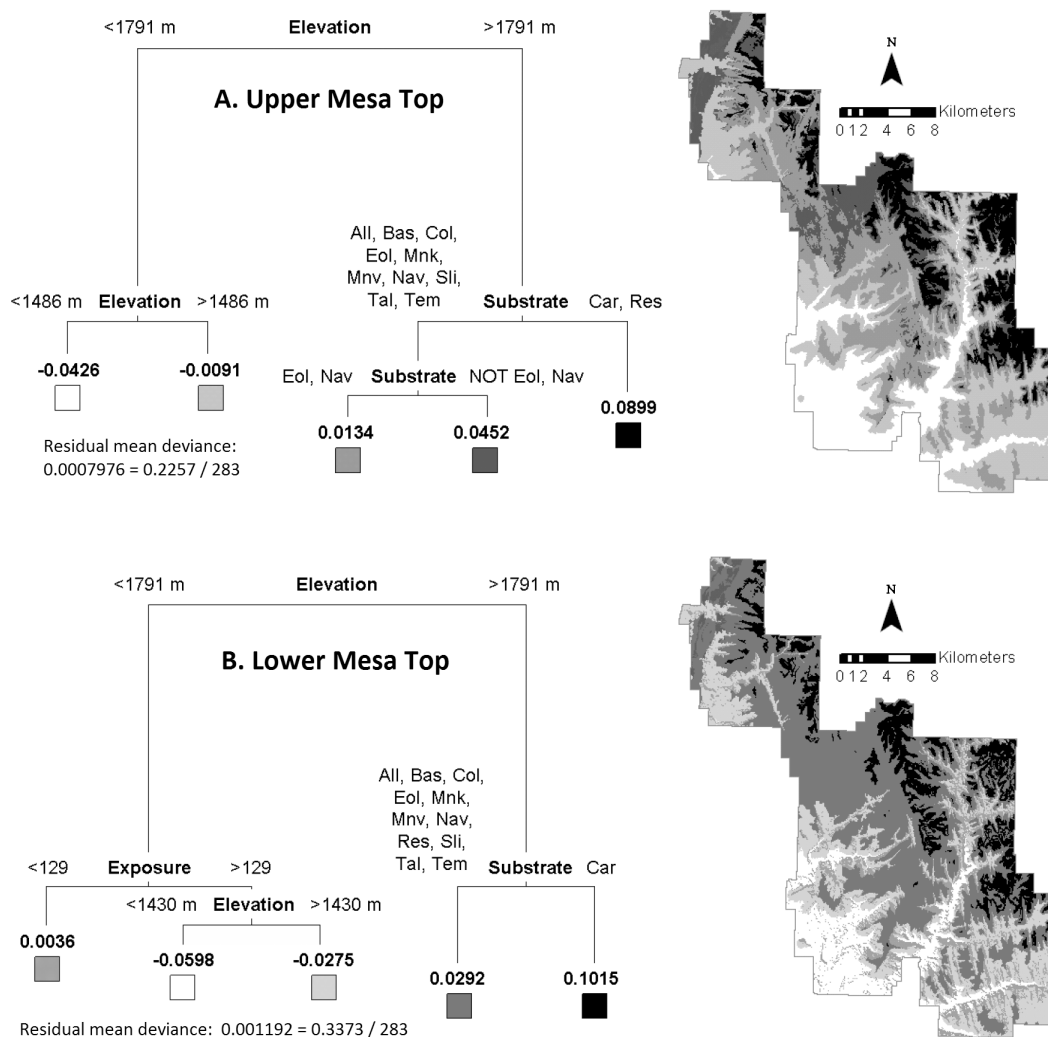 <1791 m Elevation >1791 m
A. Upper Mesa Top
N
Kilometers
0 1 2 4 6 8
All, Bas, Col,
Eol, Mnk,
Mnv, Nav, Sli,
Tal, Tem
<1486 m Elevation >1486 m
Substrate Car, Res
-0.0426 -0.0091
Eol, Nav Substrate NOT Eol, Nav
0.0134 0.0452 0.0899
Residual mean deviance:
0.0007976 = 0.2257 / 283
<1791 m Elevation >1791 m
B. Lower Mesa Top
N
Kilometers
0 1 2 4 6 8
All, Bas, Col,
Eol, Mnk,
Mnv, Nav,
Res, Sli,
Tal, Tem
<129 Exposure >129
Substrate Car
<1430 m Elevation >1430 m
0.0036 -0.0598 -0.0275
0.0292 0.1015
Residual mean deviance: 0.001192 = 0.3373 / 283